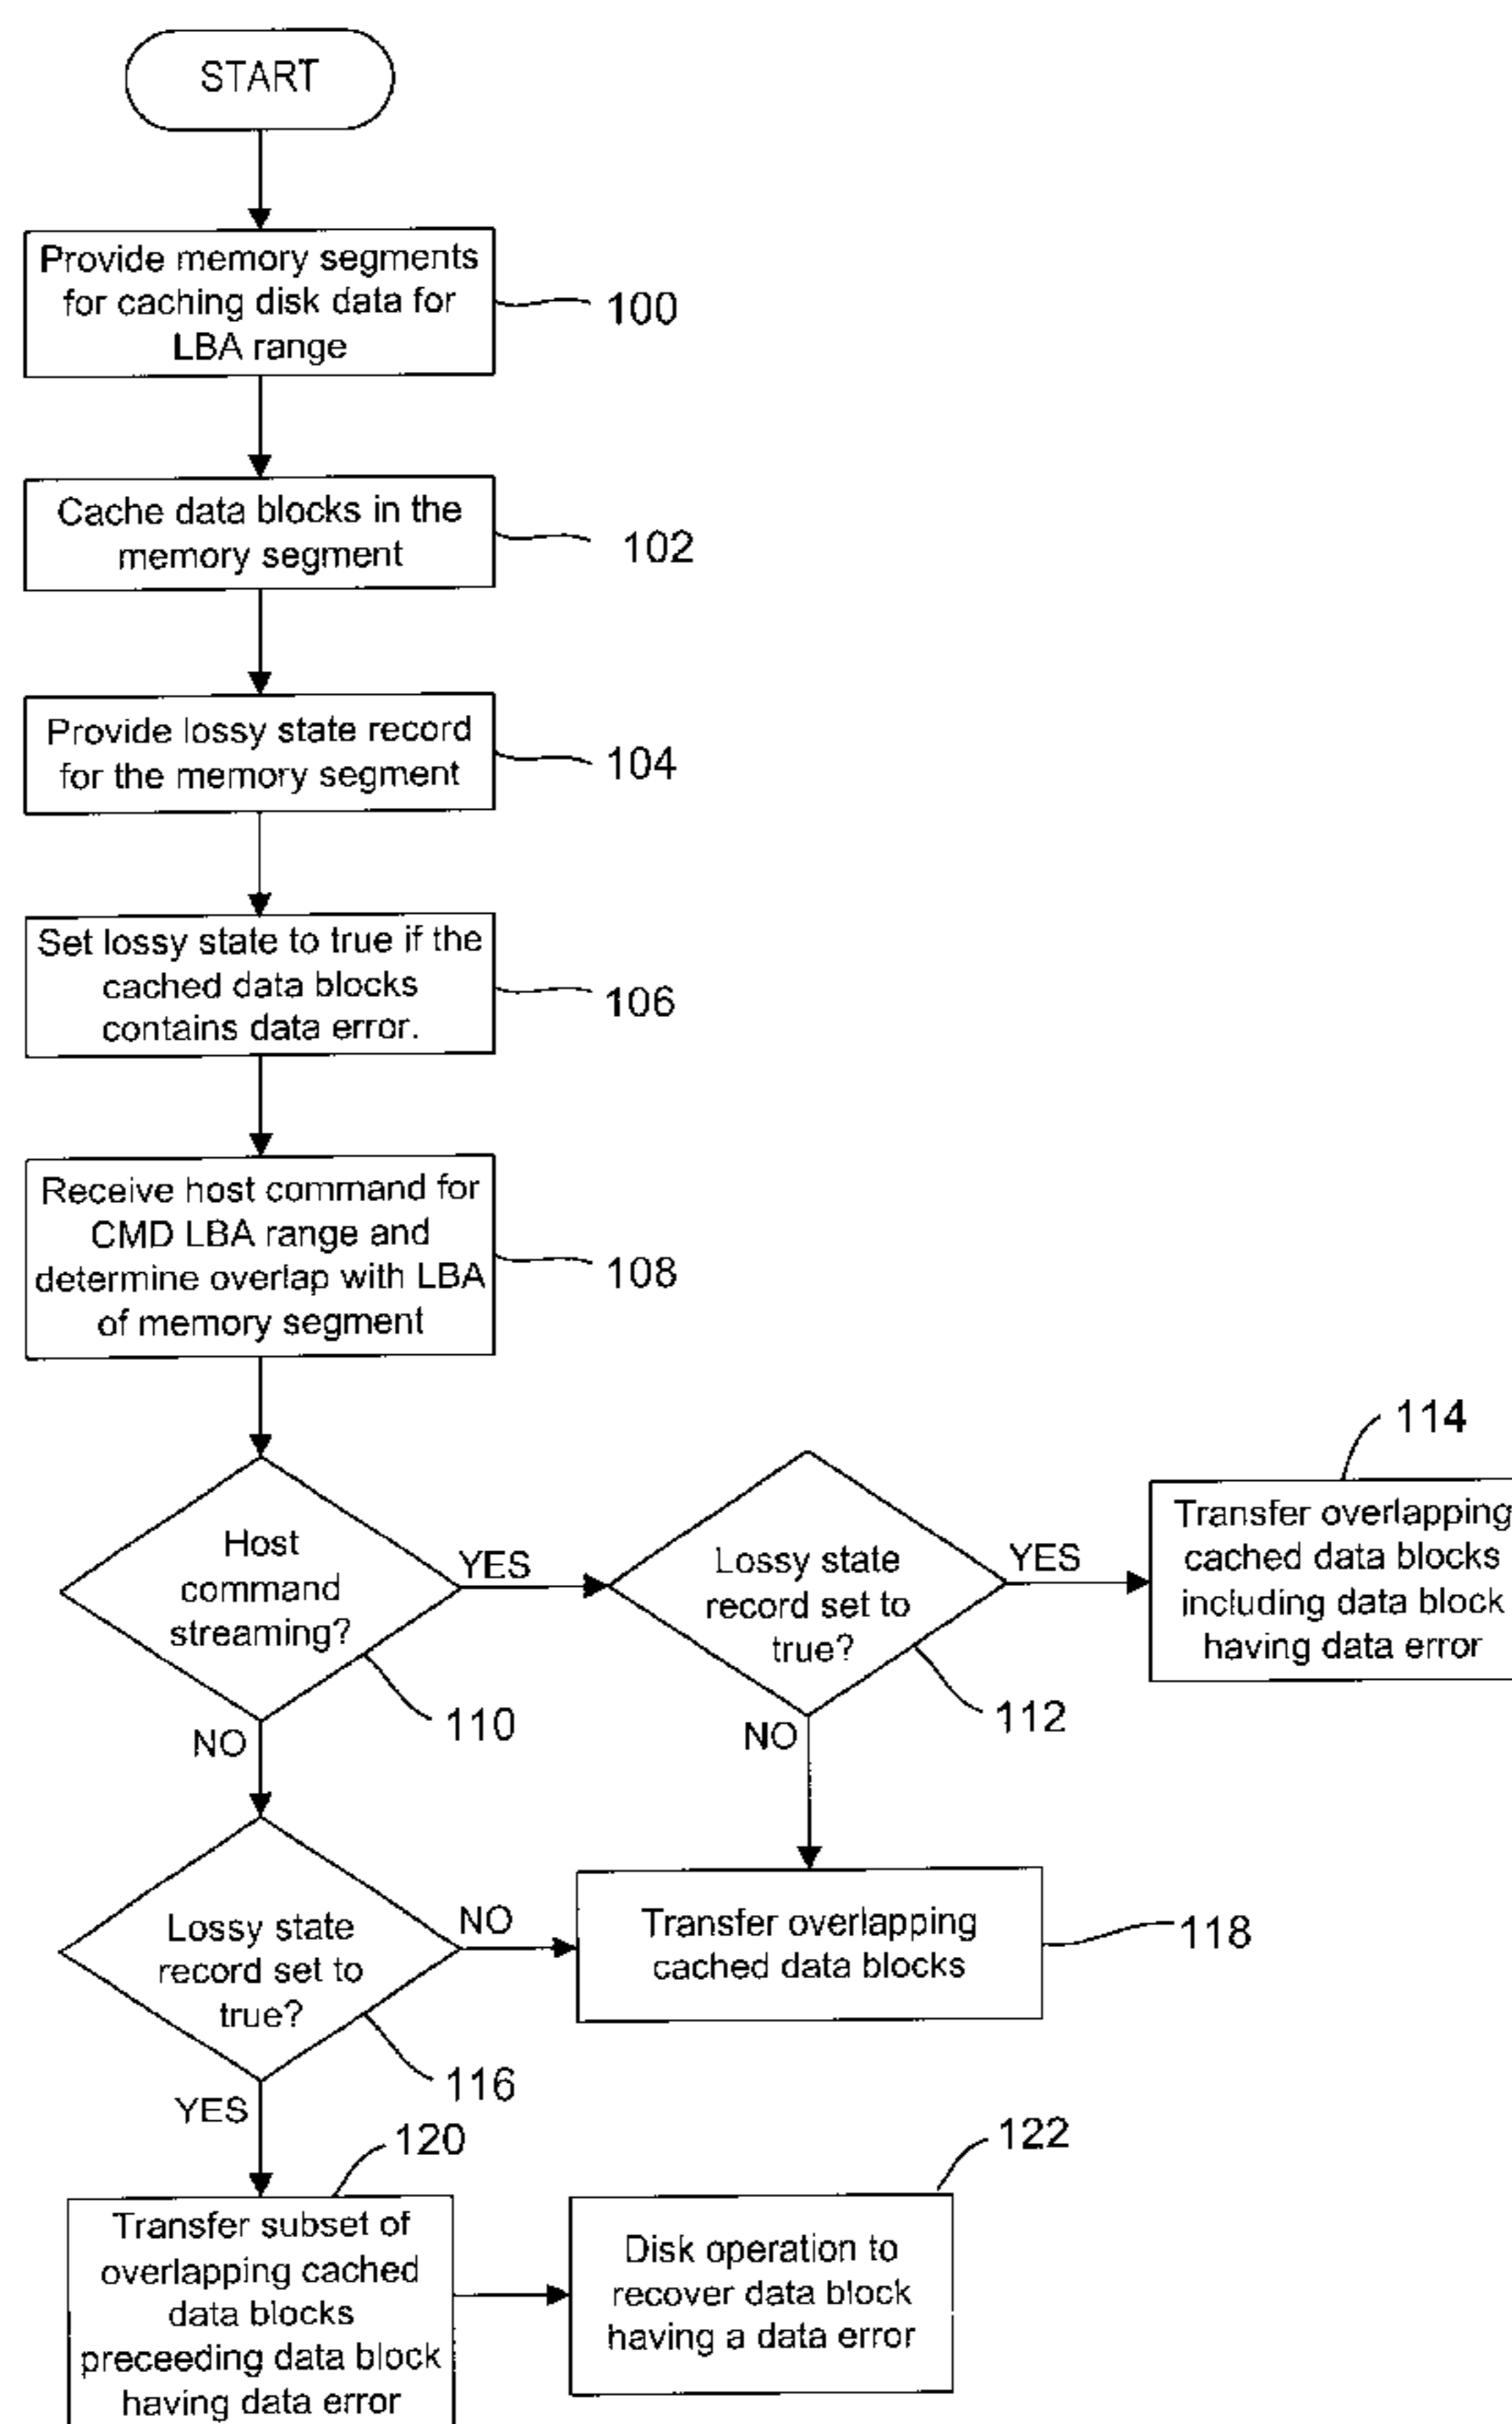 START
Provide memory segments
for caching disk data for
LBA range
100
Cache data blocks in the
memory segment
102
Provide lossy state record
for the memory segment
104
Set lossy state to true if the
cached data blocks
contains data error.
106
Receive host command for
CMD LBA range and
determine overlap with LBA
of memory segment
108
Host
command
streaming?
110
YES
Lossy state
record set to
true?
112
YES
114
Transfer overlapping
cached data blocks
including data block
having data error
NO
NO
Lossy state
record set to
true?
116
NO
Transfer overlapping
cached data blocks
118
YES
120
Transfer subset of
overlapping cached
data blocks
preceeding data block
having data error
122
Disk operation to
recover data block
having a data error